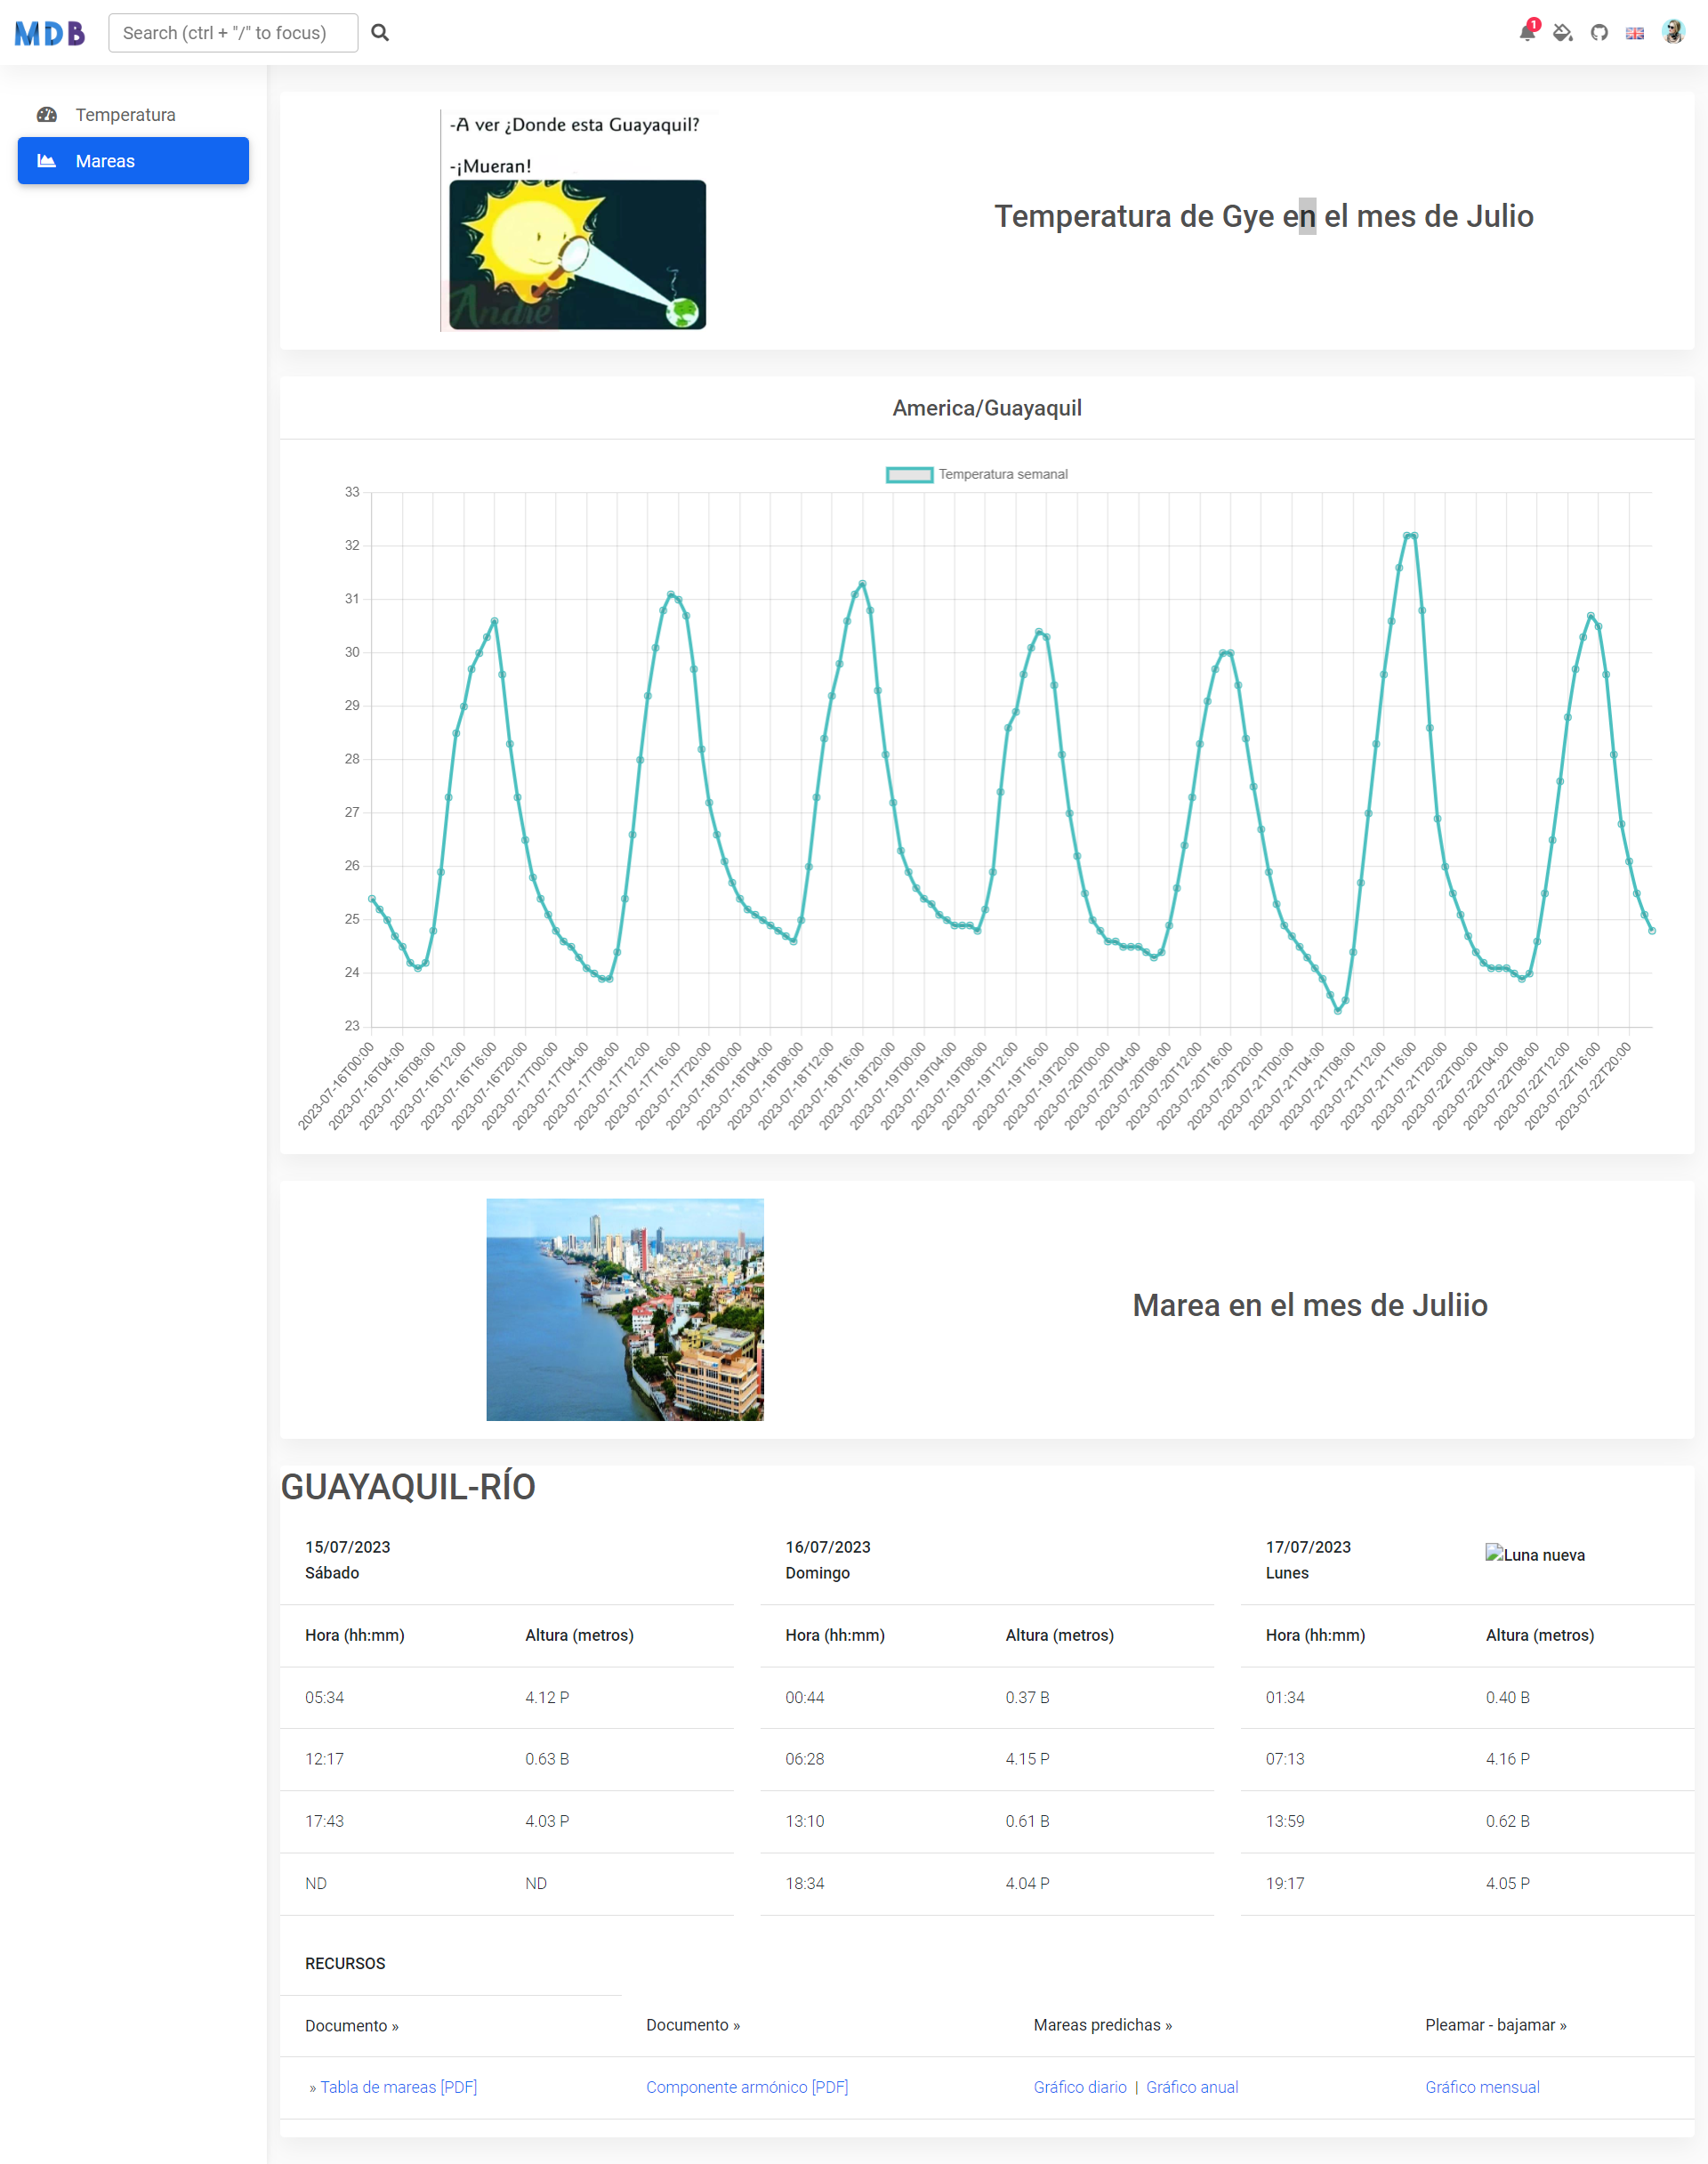 MDB
Search (ctrl + "/" to focus)
1
Temperatura
Mareas
-A ver ¿Donde esta Guayaquil?
-¡Mueran!
André
Temperatura de Gye en el mes de Julio
America/Guayaquil
Temperatura semanal
33
32
31
30
29
28
27
26
25
24
23
2023-07-16T00:00
2023-07-16T04:00
2023-07-16T08:00
2023-07-16T12:00
2023-07-16T16:00
2023-07-16T20:00
2023-07-17T00:00
2023-07-17T04:00
2023-07-17T08:00
2023-07-17T12:00
2023-07-17T16:00
2023-07-17T20:00
2023-07-18T00:00
2023-07-18T04:00
2023-07-18T08:00
2023-07-18T12:00
2023-07-18T16:00
2023-07-18T20:00
2023-07-19T00:00
2023-07-19T04:00
2023-07-19T08:00
2023-07-19T12:00
2023-07-19T16:00
2023-07-19T20:00
2023-07-20T00:00
2023-07-20T04:00
2023-07-20T08:00
2023-07-20T12:00
2023-07-20T16:00
2023-07-20T20:00
2023-07-21T00:00
2023-07-21T04:00
2023-07-21T08:00
2023-07-21T12:00
2023-07-21T16:00
2023-07-21T20:00
2023-07-22T00:00
2023-07-22T04:00
2023-07-22T08:00
2023-07-22T12:00
2023-07-22T16:00
2023-07-22T20:00
Marea en el mes de Juliio
GUAYAQUIL-RÍO
15/07/2023
Sábado
Hora (hh:mm) Altura (metros)
05:34 4.12 P
12:17 0.63 B
17:43 4.03 P
ND ND
16/07/2023
Domingo
Hora (hh:mm) Altura (metros)
00:44 0.37 B
06:28 4.15 P
13:10 0.61 B
18:34 4.04 P
17/07/2023
Lunes
Luna nueva
Hora (hh:mm) Altura (metros)
01:34 0.40 B
07:13 4.16 P
13:59 0.62 B
19:17 4.05 P
RECURSOS
Documento » Documento » Mareas predichas » Pleamar - bajamar »
» Tabla de mareas [PDF] Componente armónico [PDF] Gráfico diario | Gráfico anual Gráfico mensual